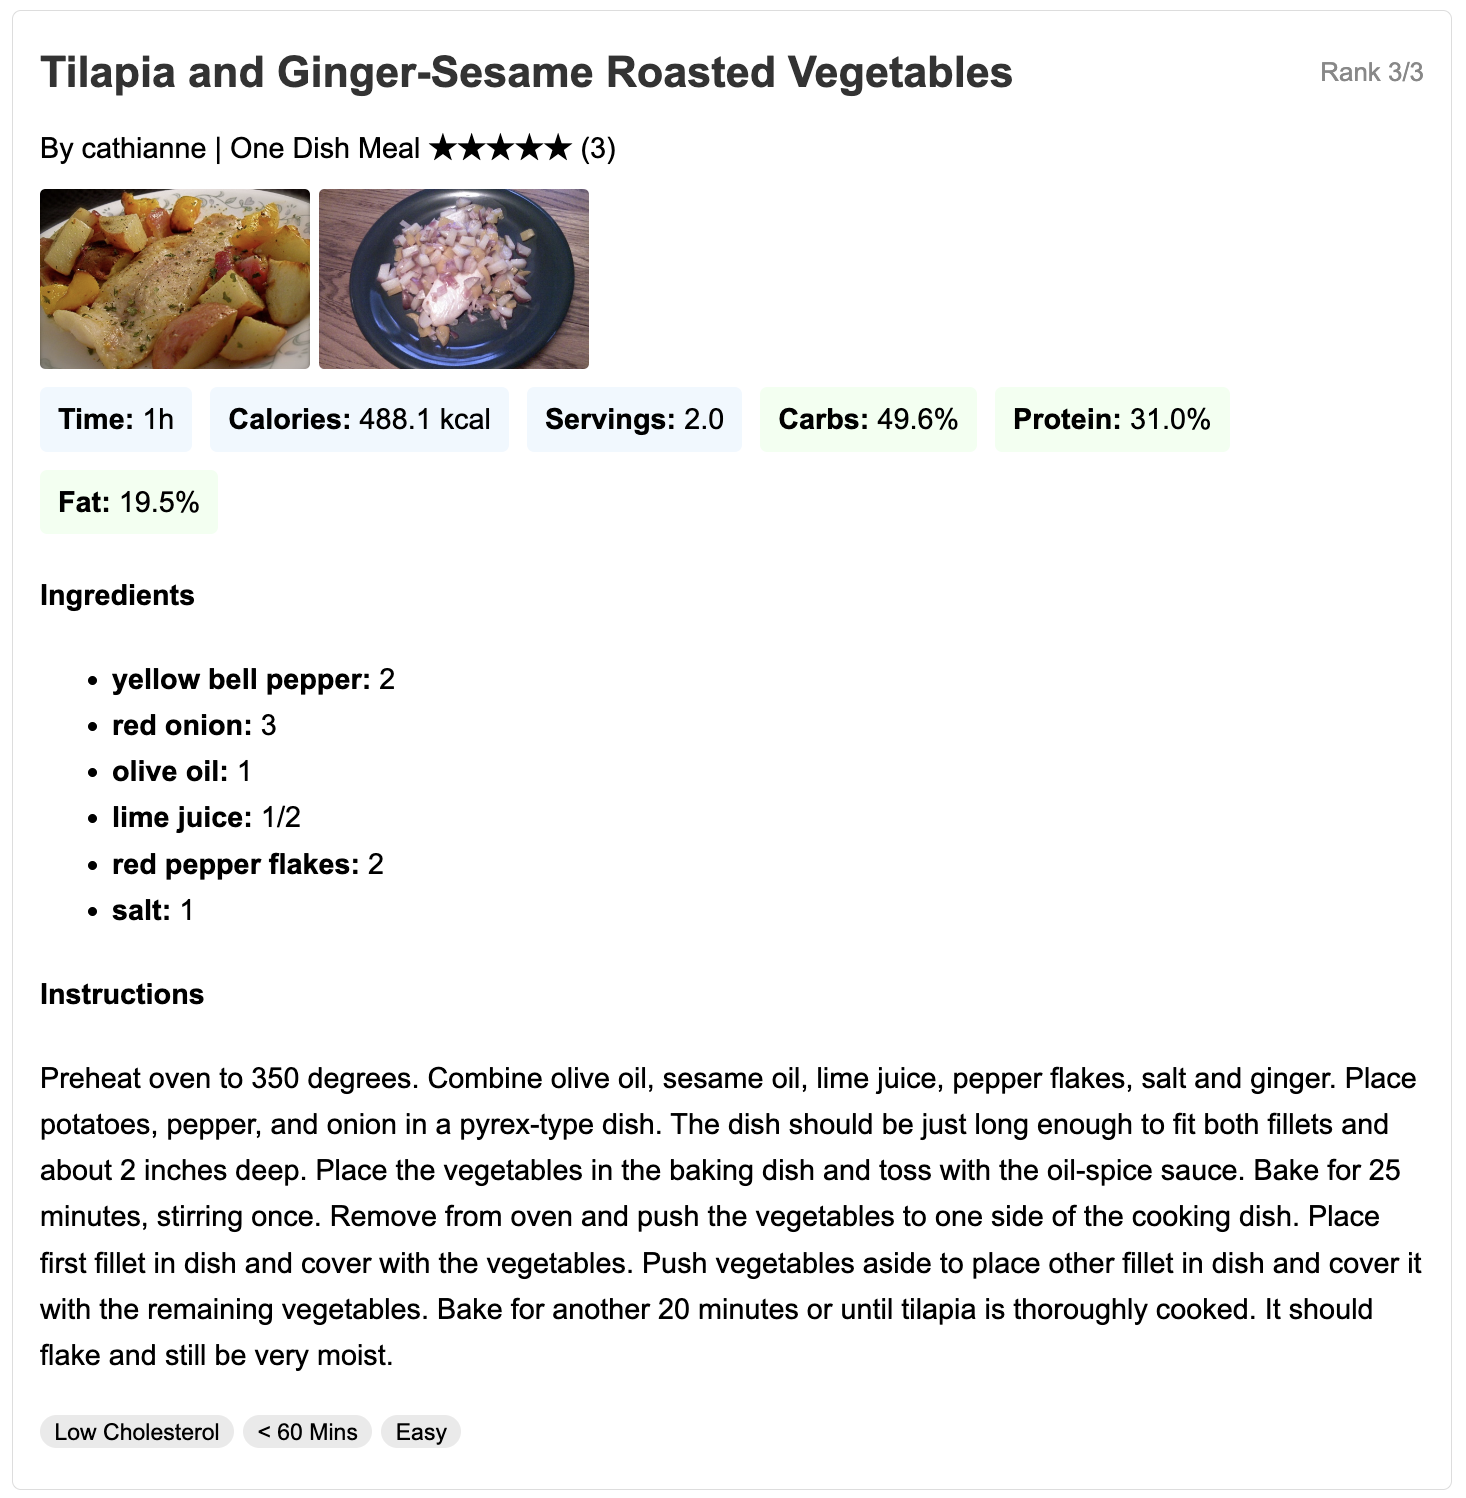 Tilapia and Ginger-Sesame Roasted Vegetables
Rank 3/3
By cathianne | One Dish Meal ★★★★★ (3)
Time: 1h
Calories: 488.1 kcal
Servings: 2.0
Carbs: 49.6%
Protein: 31.0%
Fat: 19.5%
Ingredients
• yellow bell pepper: 2
• red onion: 3
• olive oil: 1
• lime juice: 1/2
• red pepper flakes: 2
• salt: 1
Instructions
Preheat oven to 350 degrees. Combine olive oil, sesame oil, lime juice, pepper flakes, salt and ginger. Place
potatoes, pepper, and onion in a pyrex-type dish. The dish should be just long enough to fit both fillets and
about 2 inches deep. Place the vegetables in the baking dish and toss with the oil-spice sauce. Bake for 25
minutes, stirring once. Remove from oven and push the vegetables to one side of the cooking dish. Place
first fillet in dish and cover with the vegetables. Push vegetables aside to place other fillet in dish and cover it
with the remaining vegetables. Bake for another 20 minutes or until tilapia is thoroughly cooked. It should
flake and still be very moist.
Low Cholesterol
< 60 Mins
Easy